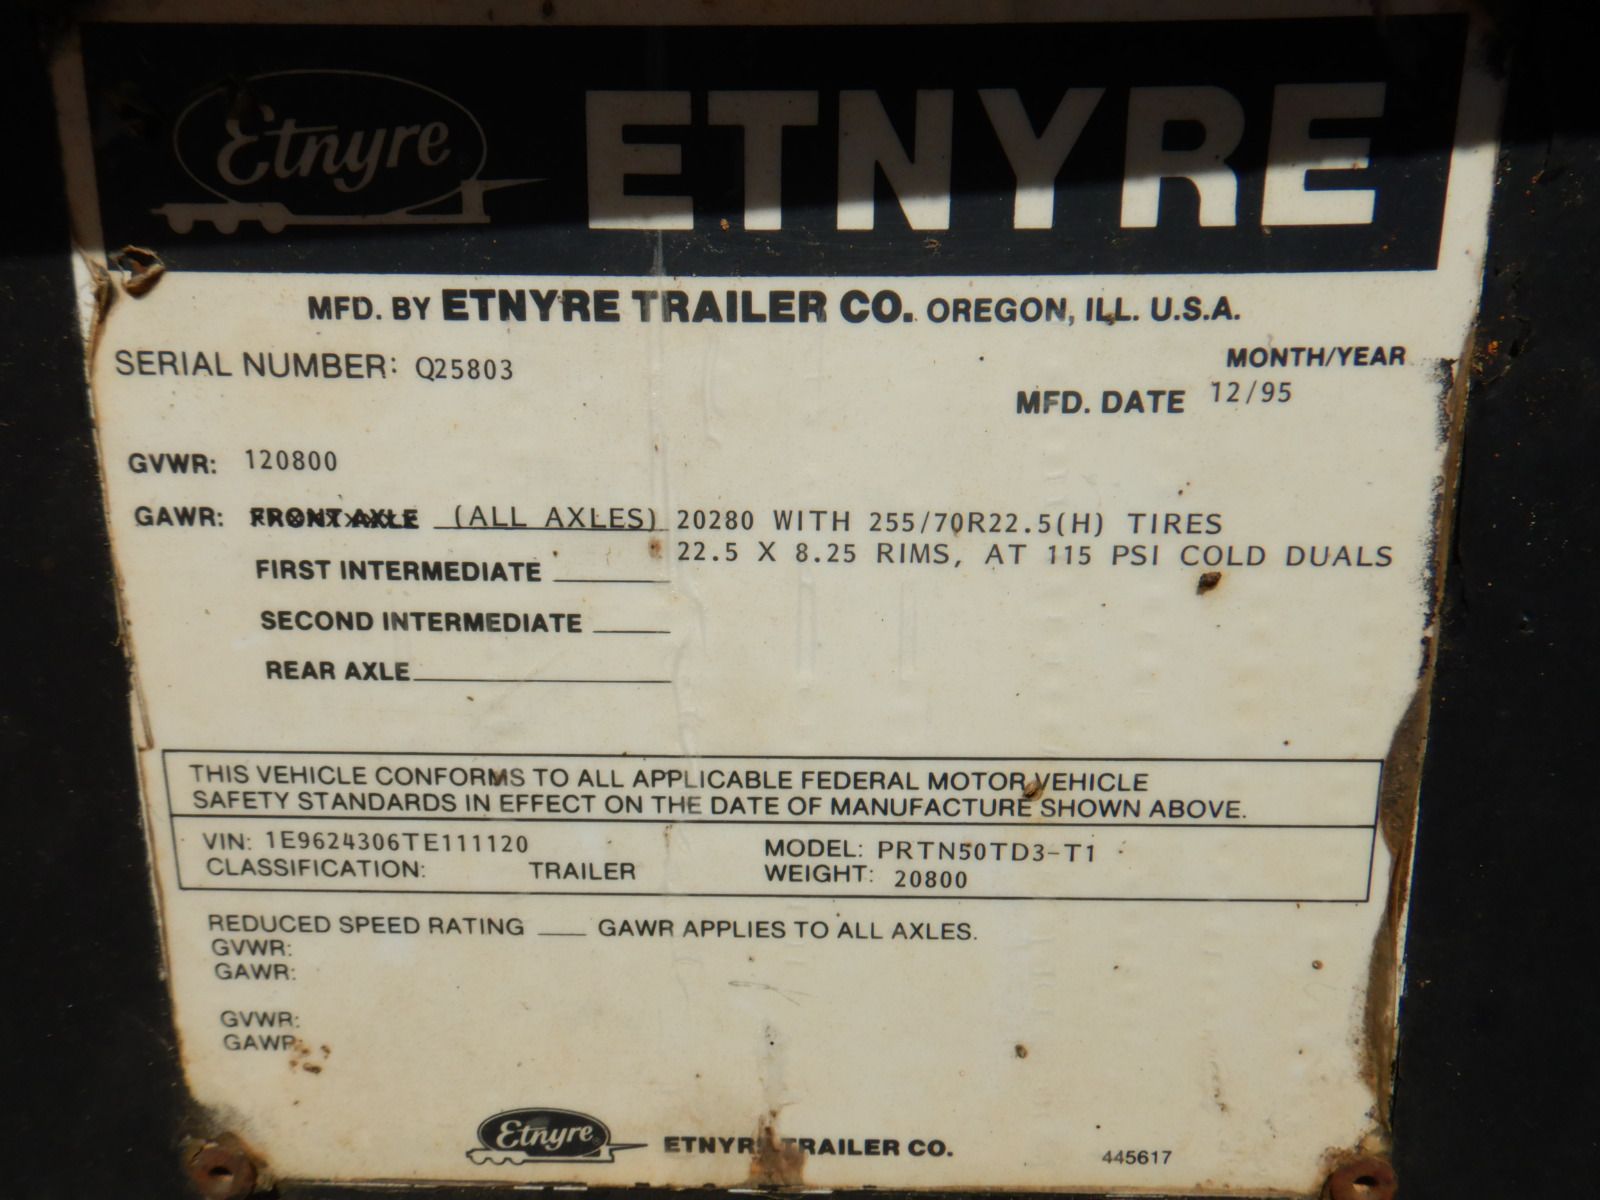 Etnyre ETNYRE
MFD. BY ETNYRE TRAILER CO. OREGON, ILL. U.S.A.
SERIAL NUMBER: Q25803
MONTH/YEAR
MFD. DATE 12/95
GVWR: 120800
GAWR: FRONT AXLE (ALL AXLES) 20280 WITH 255/70R22.5(H) TIRES
22.5 X 8.25 RIMS, AT 115 PSI COLD DUALS
FIRST INTERMEDIATE
SECOND INTERMEDIATE
REAR AXLE
THIS VEHICLE CONFORMS TO ALL APPLICABLE FEDERAL MOTOR VEHICLE
SAFETY STANDARDS IN EFFECT ON THE DATE OF MANUFACTURE SHOWN ABOVE.
VIN: 1E9624306TE111120 MODEL: PRTN50TD3-T1
CLASSIFICATION: TRAILER WEIGHT: 20800
REDUCED SPEED RATING ___ GAWR APPLIES TO ALL AXLES.
GVWR:
GAWR:
GVWR:
GAWR:
Etnyre ETNYRE TRAILER CO. 445617